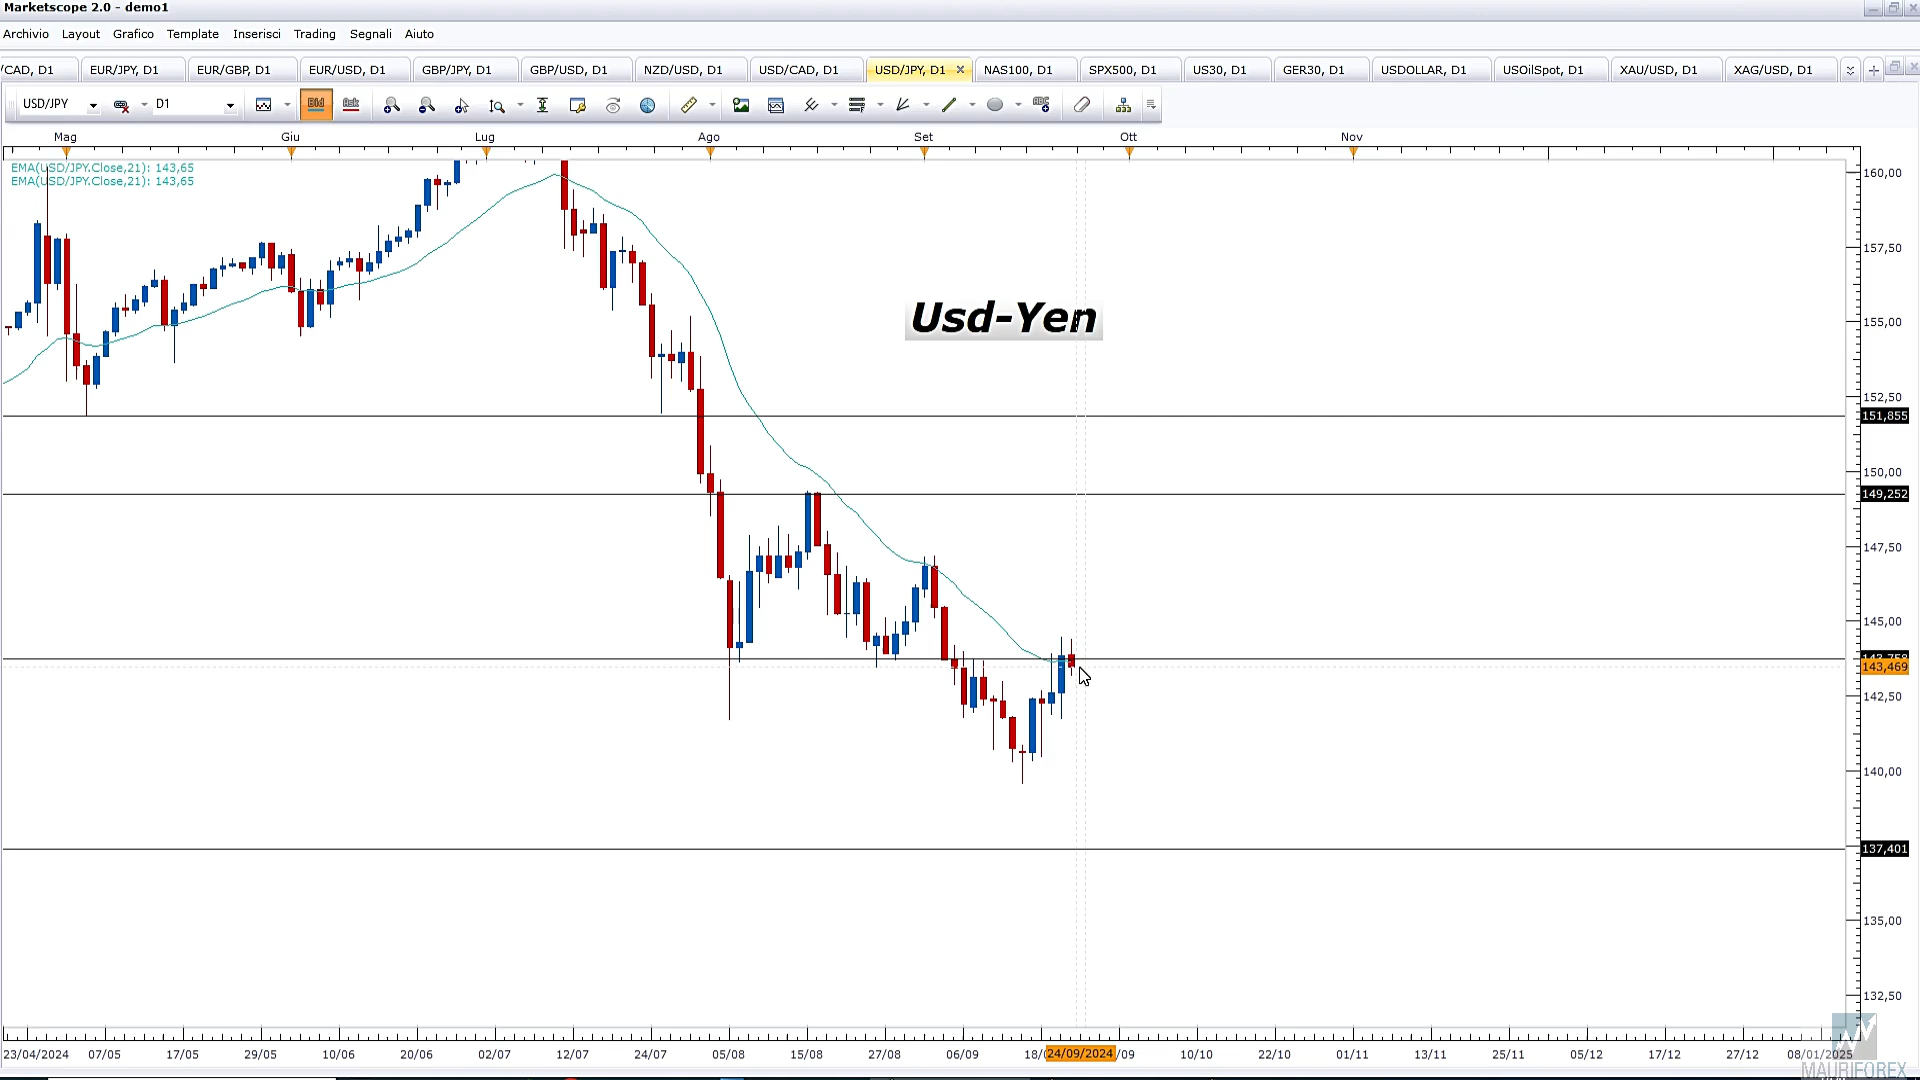 Marketscope 2.0 - demo1
Archivio Layout Grafico Template Inserisci Trading Segnali Aiuto
/CAD, D1 EUR/JPY, D1 EUR/GBP, D1 EUR/USD, D1 GBP/JPY, D1 GBP/USD, D1 NZD/USD, D1 USD/CAD, D1 USD/JPY, D1 NAS100, D1 SPX500, D1 US30, D1 GER30, D1 USDOLLAR, D1 USOilSpot, D1 XAU/USD, D1 XAG/USD, D1
USD/JPY D1 Bid Ask
Mag Giu Lug Ago Set Ott Nov
EMA(USD/JPY.Close,21): 143,65
EMA(USD/JPY.Close,21): 143,65
160,00
157,50
Usd-Yen
155,00
152,50
151,855
150,00
149,252
147,50
145,00
143,469
142,50
140,00
137,401
135,00
132,50
23/04/2024 07/05 17/05 29/05 10/06 20/06 02/07 12/07 24/07 05/08 15/08 27/08 06/09 18/ 24/09/2024 /09 10/10 22/10 01/11 13/11 25/11 05/12 17/12 27/12 08/01/2025
MAURIFOREX